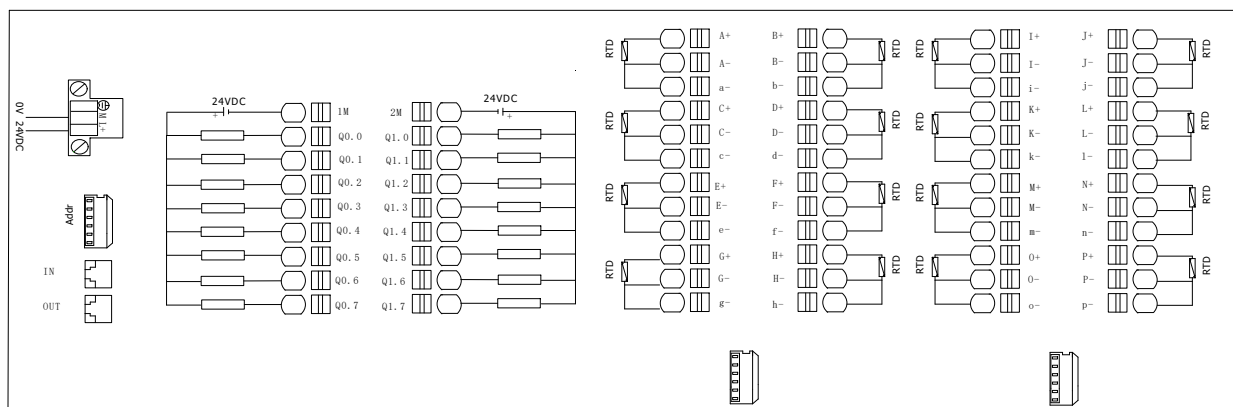 0V
24VDC
M L+
Addr
IN
OUT
24VDC
+
1M
Q0.0
Q0.1
Q0.2
Q0.3
Q0.4
Q0.5
Q0.6
Q0.7
24VDC
+
2M
Q1.0
Q1.1
Q1.2
Q1.3
Q1.4
Q1.5
Q1.6
Q1.7
RTD
A+
A-
a-
RTD
C+
C-
c-
RTD
E+
E-
e-
RTD
G+
G-
g-
B+
B-
b-
RTD
D+
D-
d-
RTD
F+
F-
f-
RTD
H+
H-
h-
RTD
RTD
I+
I-
i-
RTD
K+
K-
k-
RTD
M+
M-
m-
RTD
O+
O-
o-
J+
J-
j-
RTD
L+
L-
l-
RTD
N+
N-
n-
RTD
P+
P-
p-
RTD